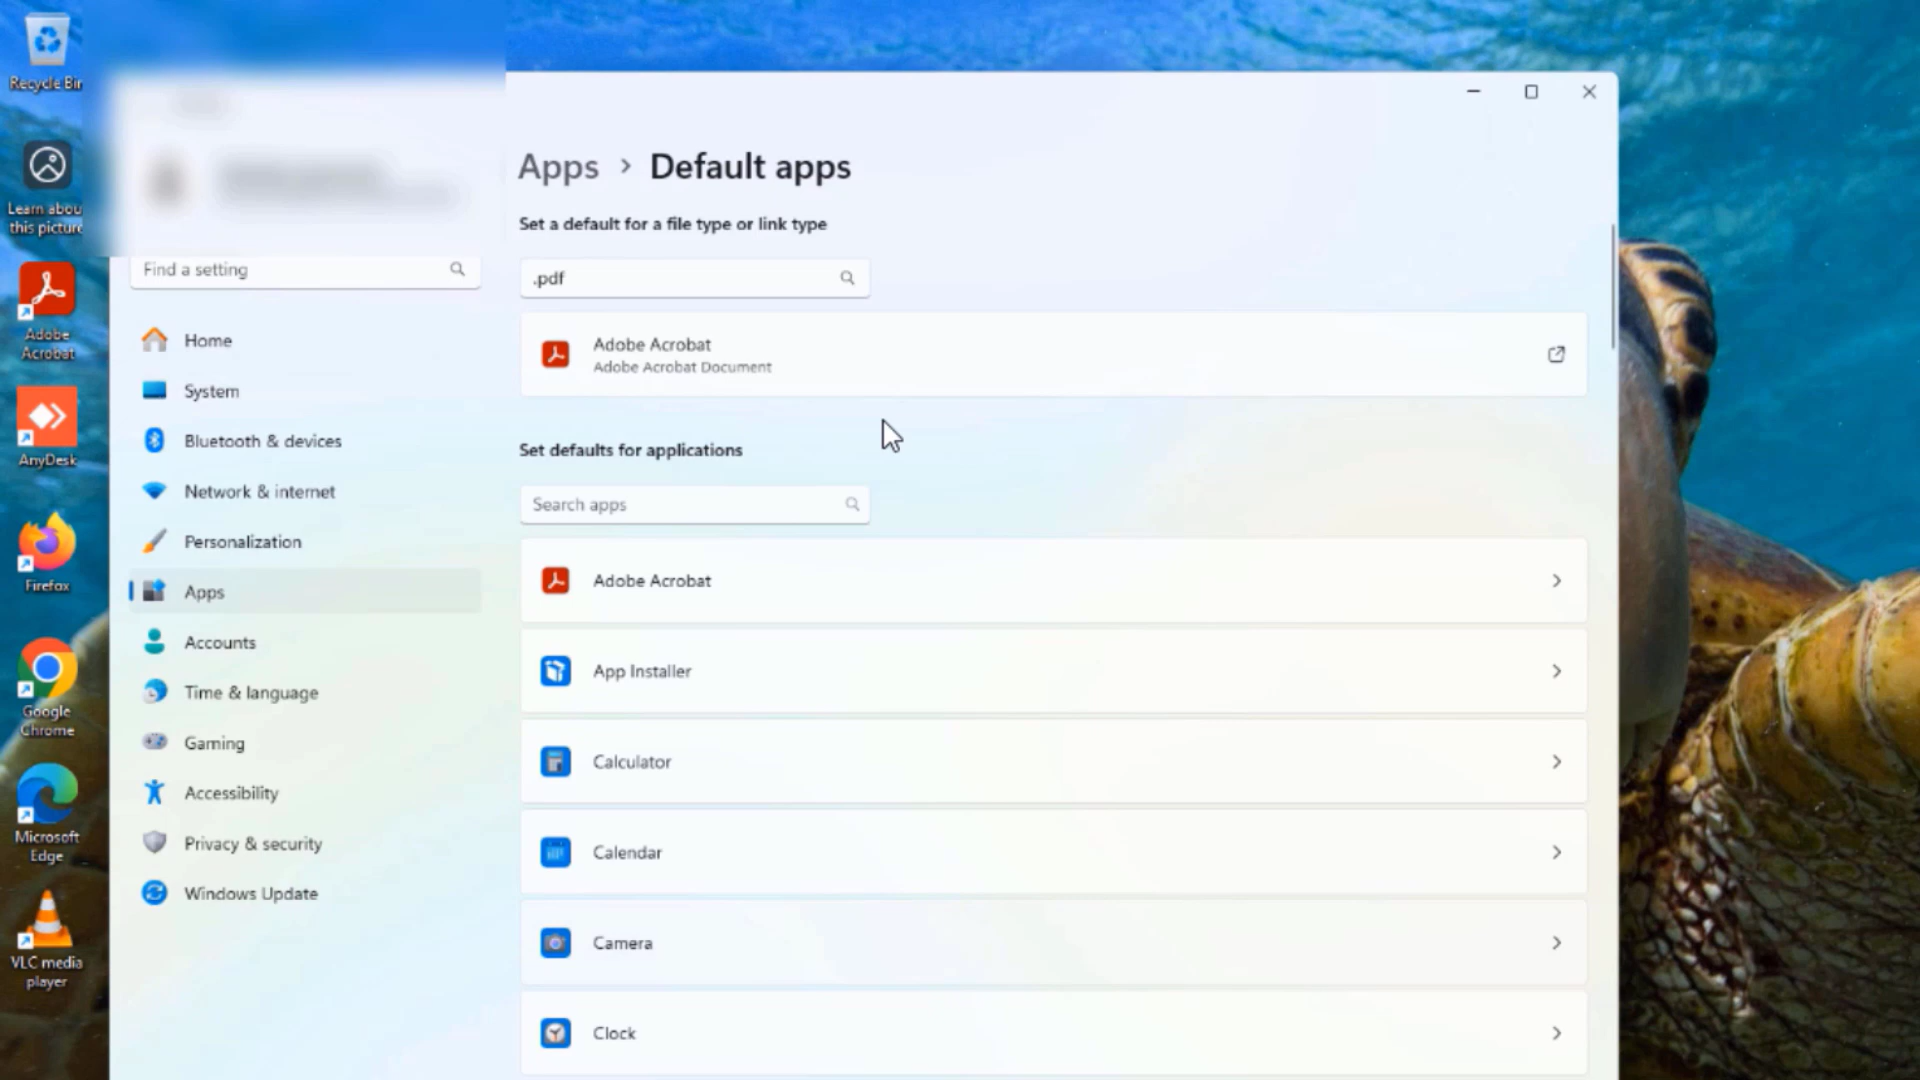 Recycle Bin
Learn about
this picture
Adobe
Acrobat
AnyDesk
Firefox
Google
Chrome
Microsoft
Edge
VLC media
player
Find a setting
Home
System
Bluetooth & devices
Network & internet
Personalization
Apps
Accounts
Time & language
Gaming
Accessibility
Privacy & security
Windows Update
Apps > Default apps
Set a default for a file type or link type
.pdf
Adobe Acrobat
Adobe Acrobat Document
Set defaults for applications
Search apps
Adobe Acrobat
App Installer
Calculator
Calendar
Camera
Clock